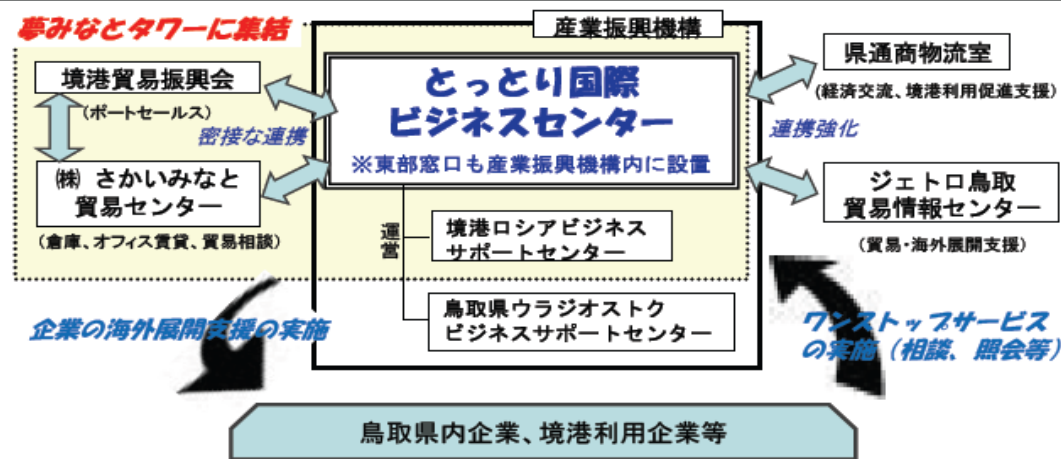 夢みなとタワーに集結
産業振興機構
境港貿易振興会
(ポートセールス)
密接な連携
㈱ さかいみなと
貿易センター
(倉庫、オフィス賃貸、貿易相談)
とっとり国際
ビジネスセンター
※東部窓口も産業振興機構内に設置
県通商物流室
(経済交流、境港利用促進支援)
連携強化
ジェトロ鳥取
貿易情報センター
(貿易・海外展開支援)
運営
境港ロシアビジネス
サポートセンター
鳥取県ウラジオストク
ビジネスサポートセンター
企業の海外展開支援の実施
ワンストップサービス
の実施（相談、照会等）
鳥取県内企業、境港利用企業等